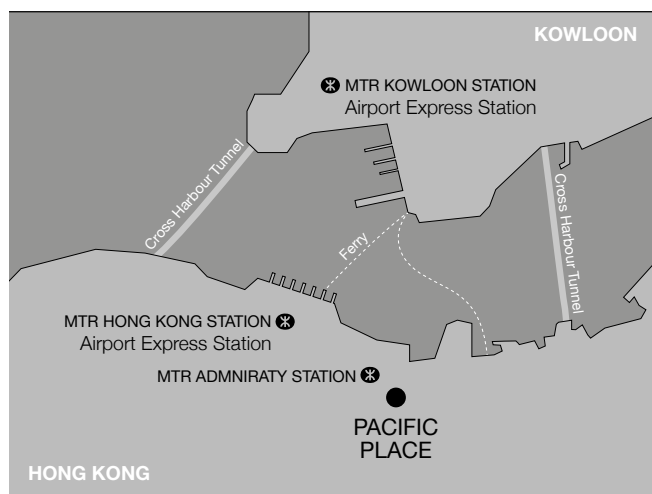 KOWLOON
MTR KOWLOON STATION
Airport Express Station
Cross Harbour Tunnel
Cross Harbour Tunnel
Ferry
MTR HONG KONG STATION
Airport Express Station
MTR ADMNIRATY STATION
PACIFIC
PLACE
HONG KONG